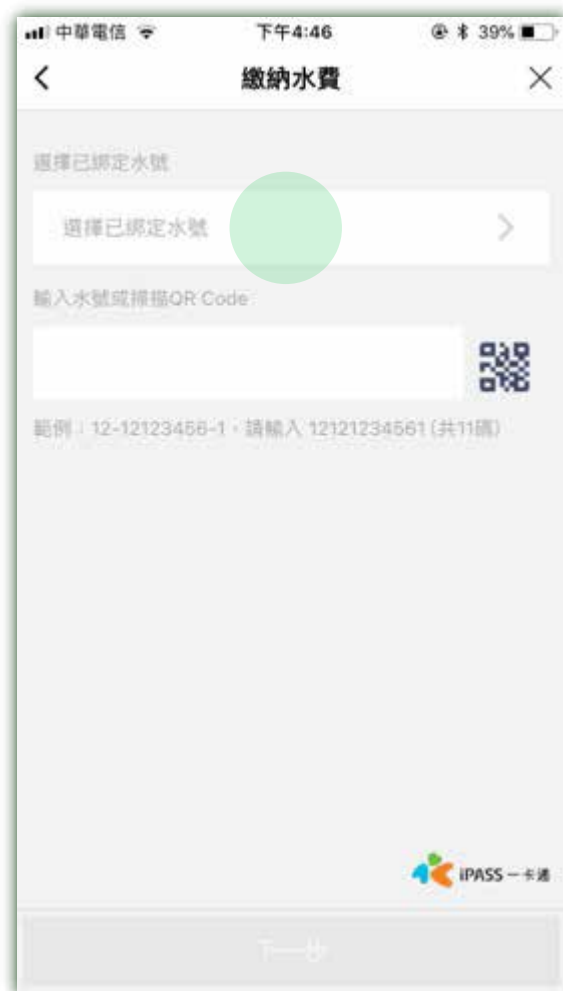 中華電信 下午4:46 39%
繳納水費
選擇已綁定水號
選擇已綁定水號
輸入水號或掃描QR Code
範例：12-12123456-1，請輸入 12121234561 (共11碼)
iPASS 一卡通
下一步